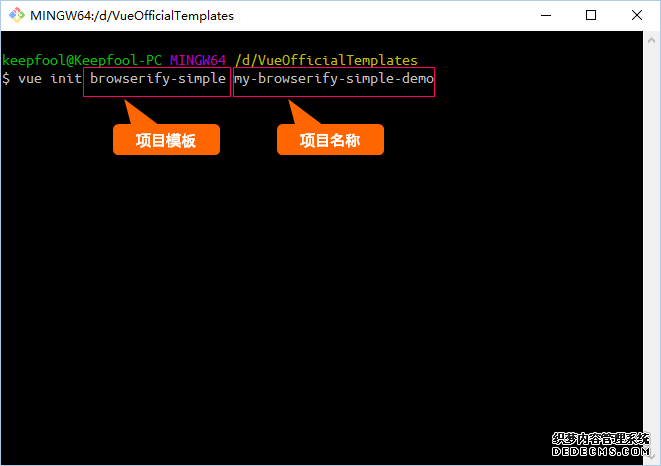 MINGW64:/d/VueOfficialTemplates
keepfool@Keepfool-PC MINGW64 /d/VueOfficialTemplates
$ vue init browserify-simple my-browserify-simple-demo
项目模板 项目名称
织梦内容管理系统
DEDECMS.COM